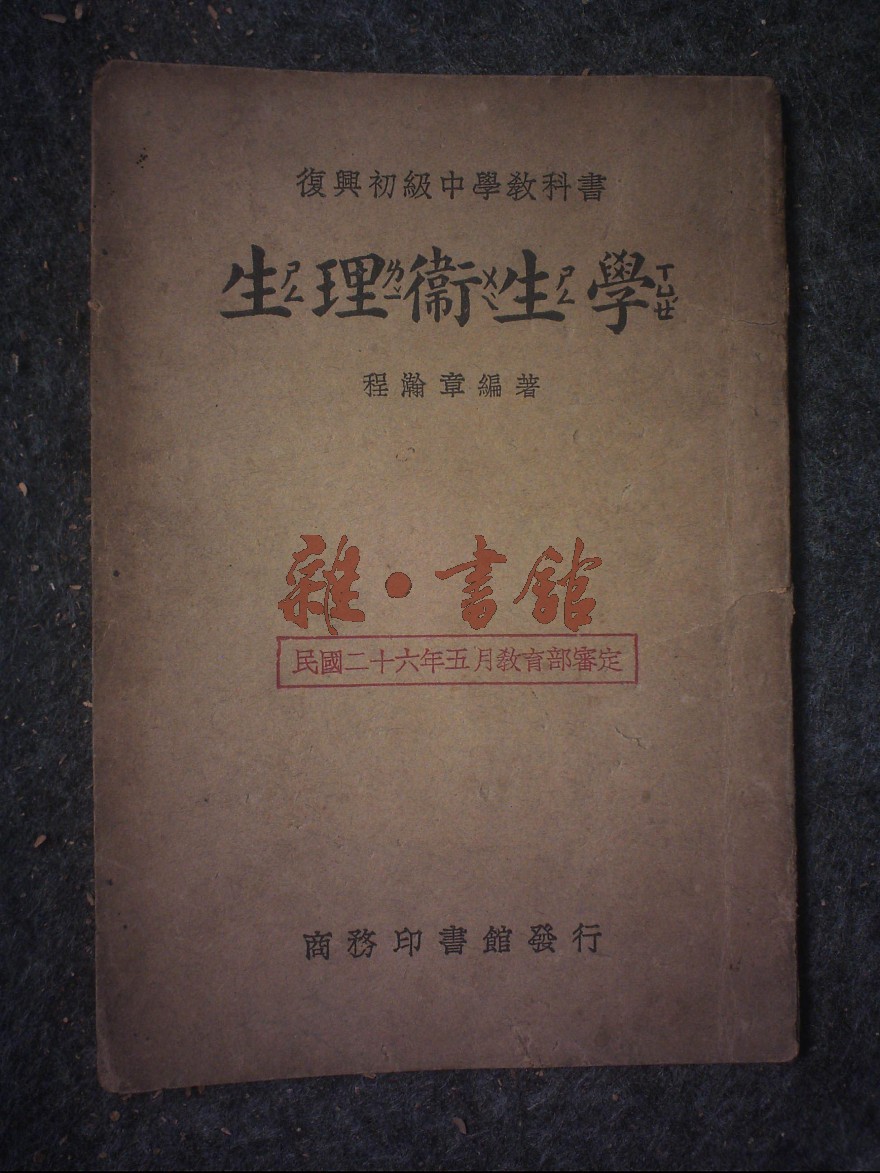 復興初級中學教科書
生ㄕㄥ理ㄌㄧˇ衞ㄨㄟˋ生ㄕㄥ學ㄒㄩㄝˊ
程瀚章編著
雜·書館
民國二十六年五月教育部審定
商務印書館發行